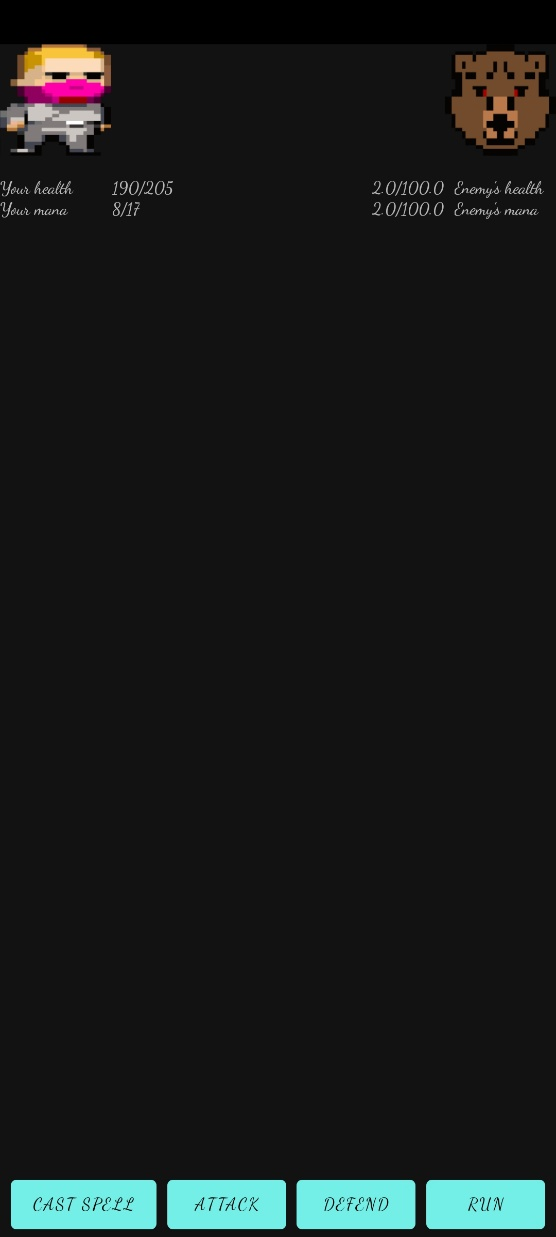 Your health 190/205 2.0/100.0 Enemy's health
Your mana 8/17 2.0/100.0 Enemy's mana
CAST SPELL ATTACK DEFEND RUN